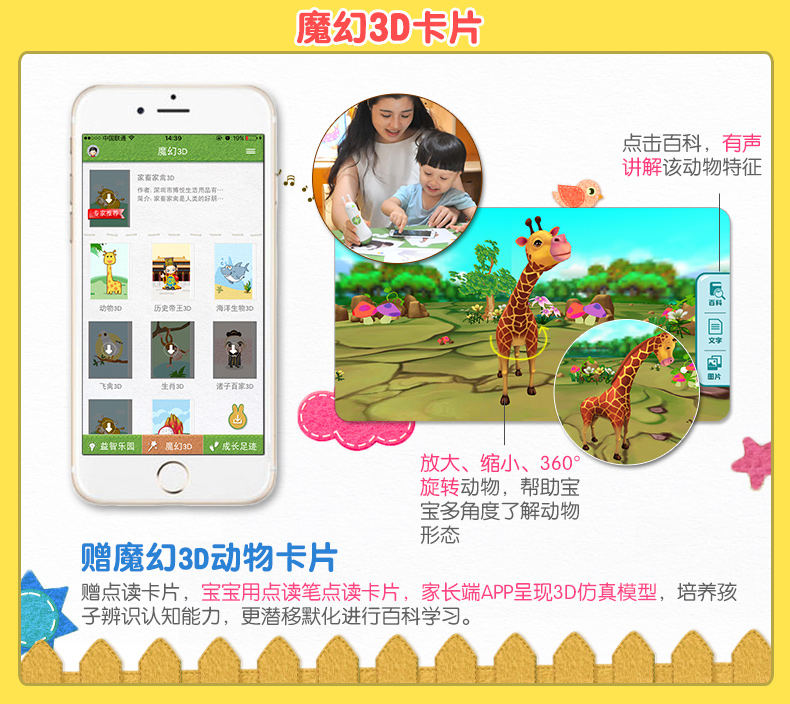 魔幻3D卡片
中国联通
14:39
19%
魔幻3D
家畜家禽3D
作者: 深圳市博悦生活用品有…
简介: 家畜家禽是人类的好朋…
专家推荐
动物3D
历史帝王3D
海洋生物3D
飞禽3D
生肖3D
诸子百家3D
益智乐园
魔幻3D
成长足迹
点击百科，有声
讲解该动物特征
百科
文字
图片
放大、缩小、360°
旋转动物，帮助宝
宝多角度了解动物
形态
赠魔幻3D动物卡片
赠点读卡片，宝宝用点读笔点读卡片，家长端APP呈现3D仿真模型，培养孩
子辨识认知能力，更潜移默化进行百科学习。